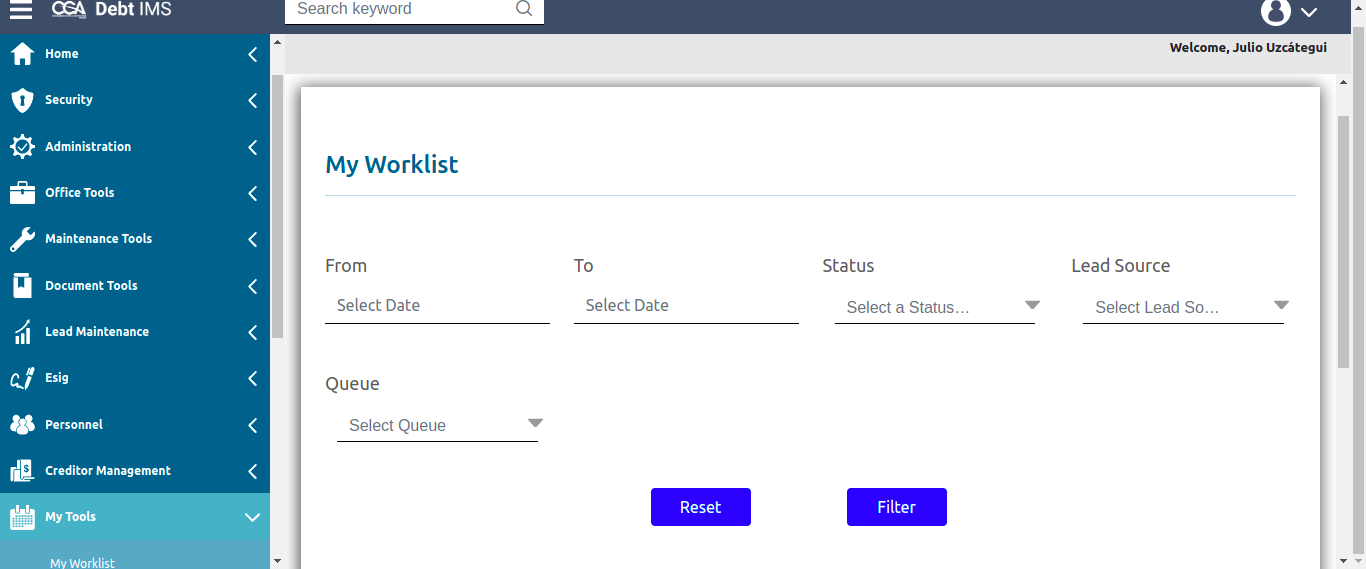 CGA Debt IMS
Search keyword
Welcome, Julio Uzcátegui
Home
Security
Administration
Office Tools
Maintenance Tools
Document Tools
Lead Maintenance
Esig
Personnel
Creditor Management
My Tools
My Worklist
My Worklist
From
To
Status
Lead Source
Select Date
Select Date
Select a Status…
Select Lead So…
Queue
Select Queue
Reset
Filter